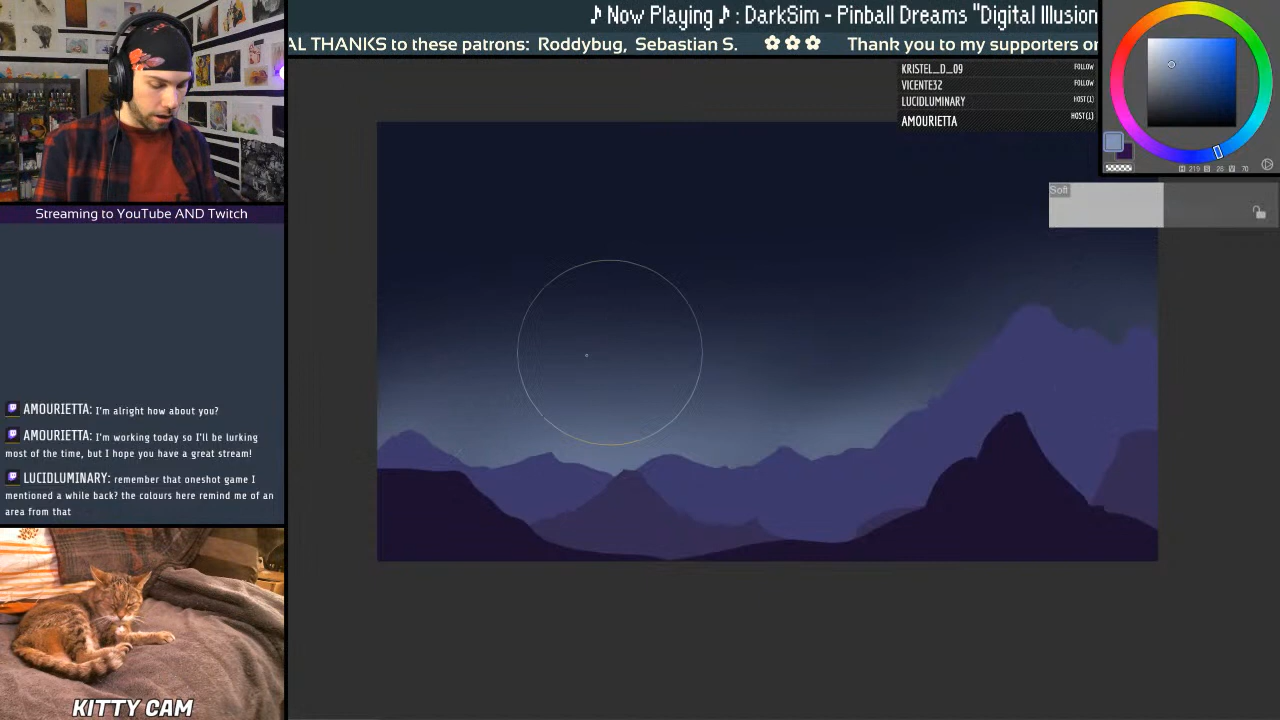 ♪ Now Playing ♪ : DarkSim - Pinball Dreams "Digital Illusion
AL THANKS to these patrons: Roddybug, Sebastian S. ✿ ✿ ✿ Thank you to my supporters or
KRISTEL_D_09 FOLLOW
VICENTE32 FOLLOW
LUCIDLUMINARY HOST(1)
AMOURIETTA HOST(1)
Soft
Streaming to YouTube AND Twitch
AMOURIETTA: I'm alright how about you?
AMOURIETTA: I'm working today so I'll be lurking
most of the time, but I hope you have a great stream!
LUCIDLUMINARY: remember that oneshot game I
mentioned a while back? the colours here remind me of an
area from that
KITTY CAM